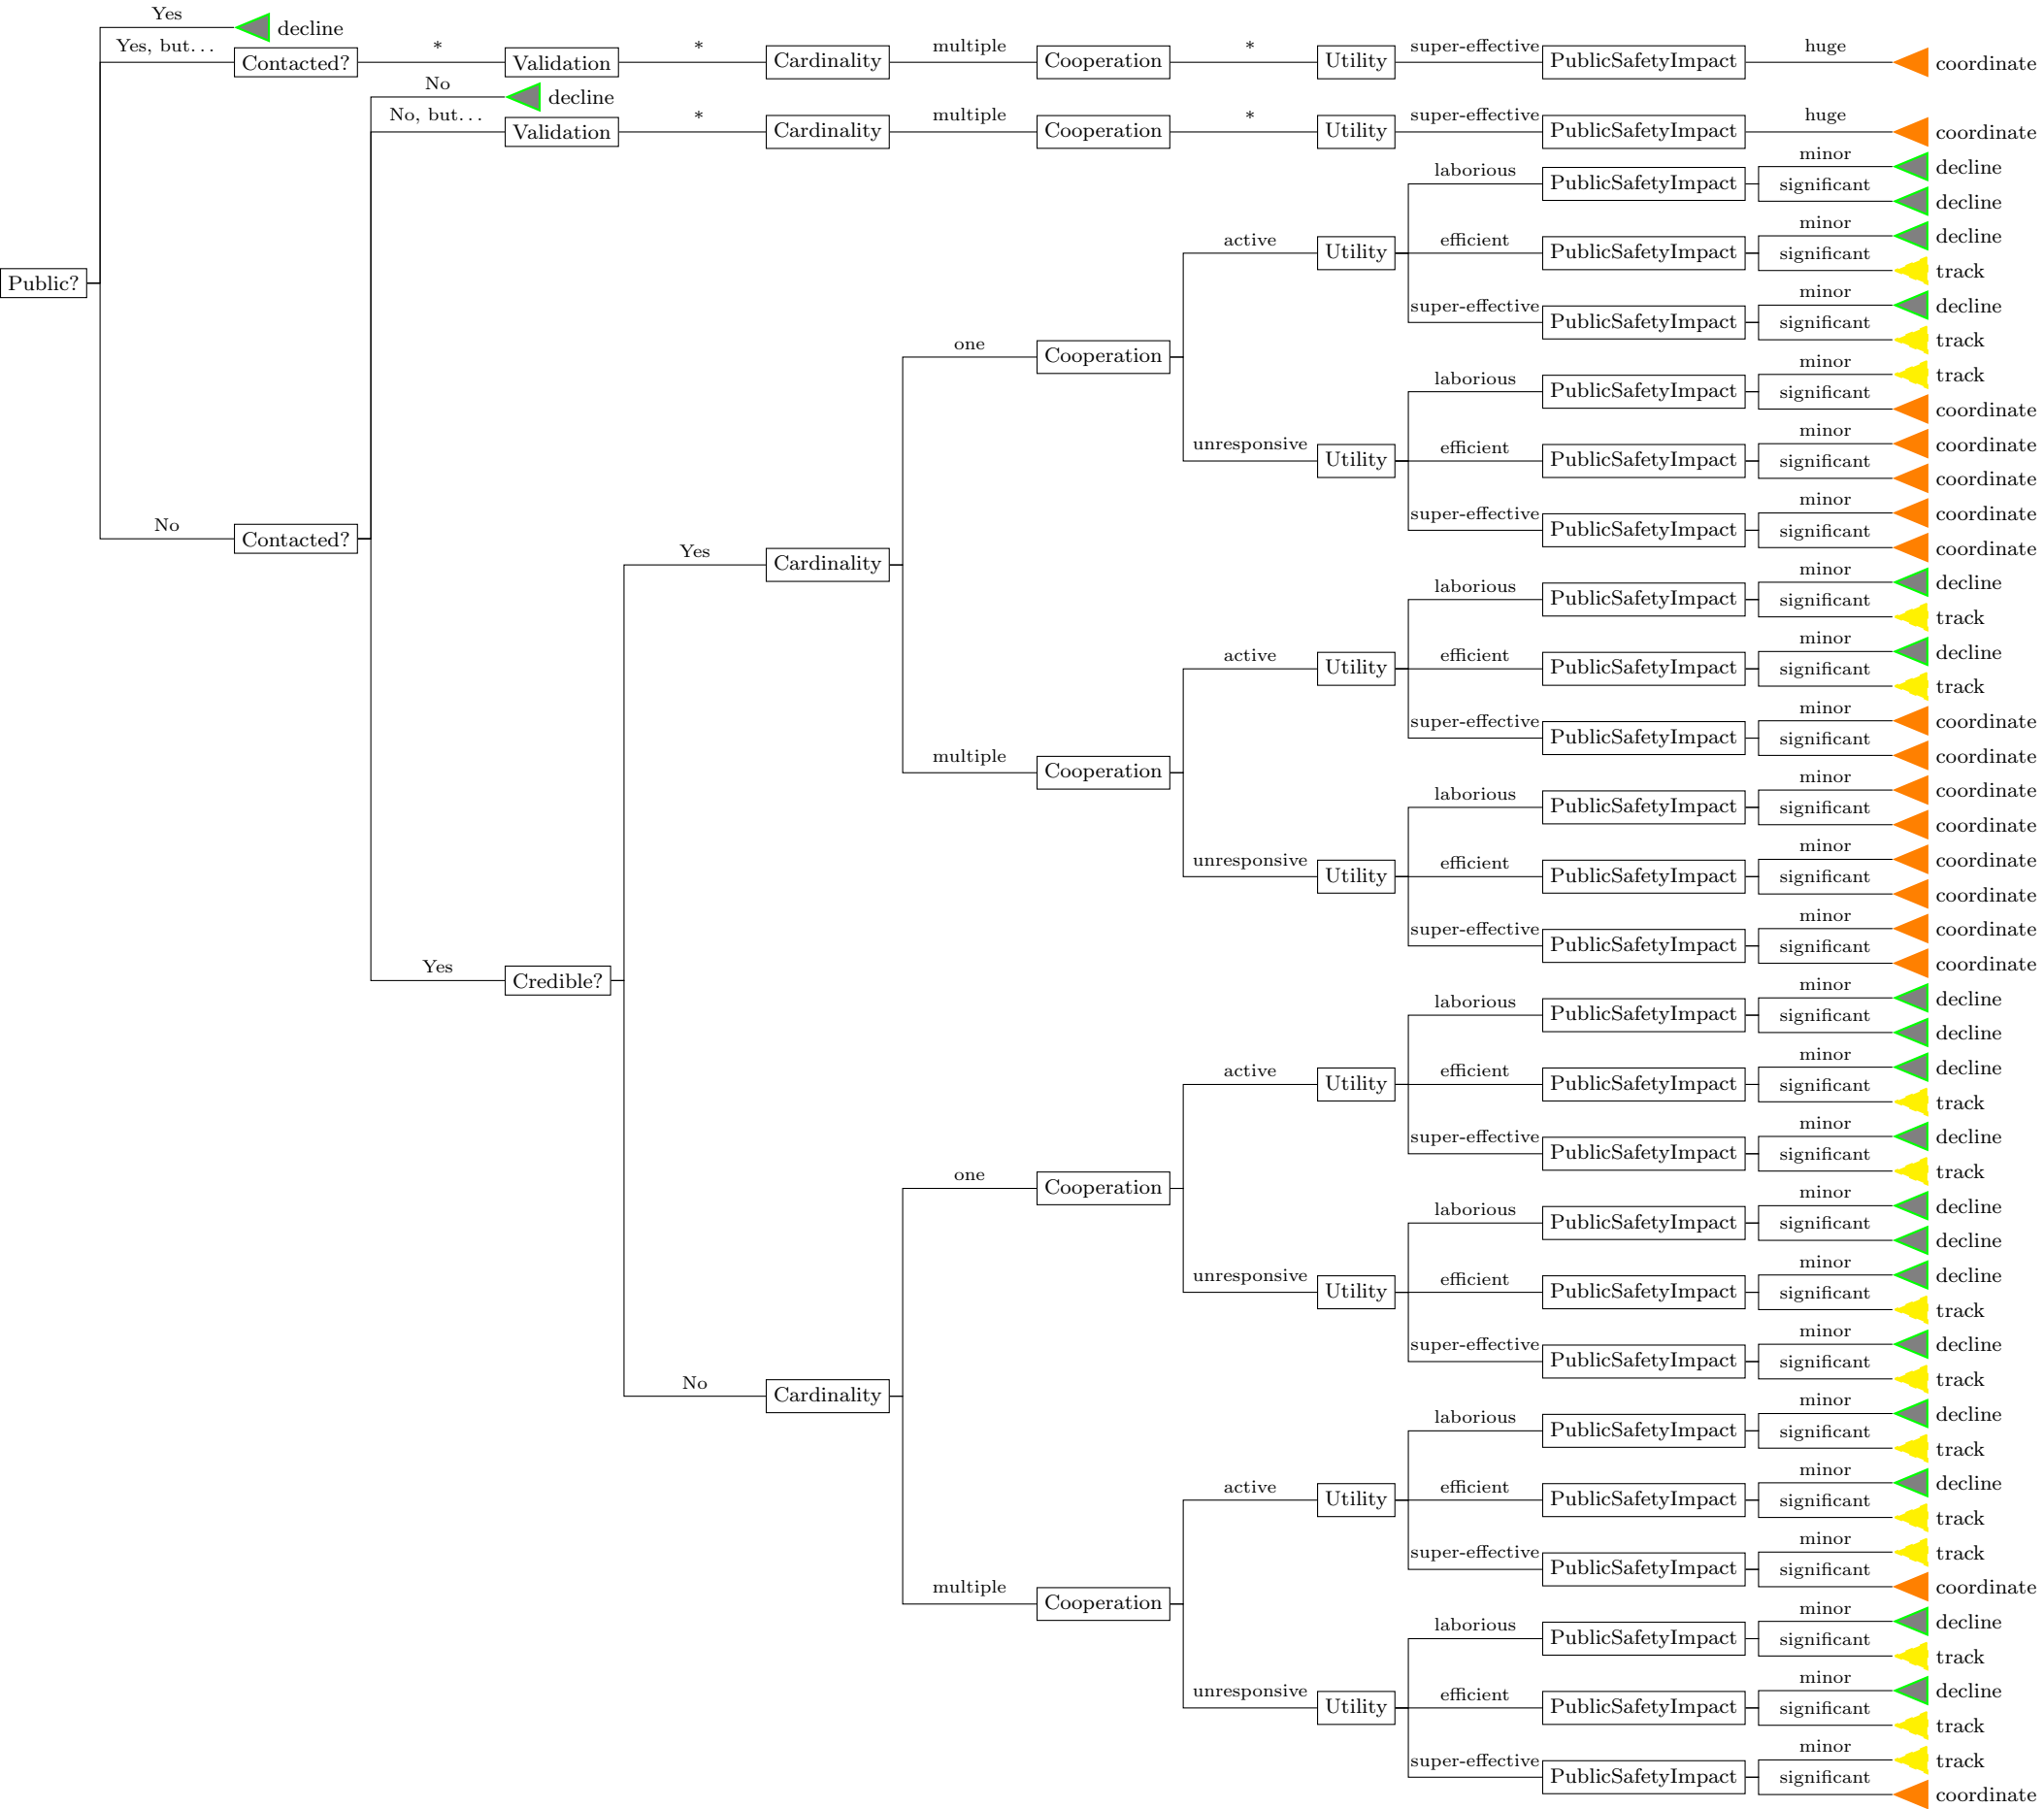 Yes
decline
Yes, but… * * multiple * super-effective huge
Contacted? Validation Cardinality Cooperation Utility PublicSafetyImpact coordinate
No
decline
No, but… * multiple * super-effective huge
Validation Cardinality Cooperation Utility PublicSafetyImpact coordinate
minor
laborious decline
PublicSafetyImpact significant
decline
minor
active efficient decline
Utility PublicSafetyImpact significant
track
Public?
minor
super-effective decline
PublicSafetyImpact significant
one track
Cooperation minor
laborious track
PublicSafetyImpact significant
coordinate
minor
unresponsive efficient coordinate
Utility PublicSafetyImpact significant
coordinate
minor
super-effective coordinate
No PublicSafetyImpact significant
Contacted?
Yes coordinate
Cardinality minor
laborious decline
PublicSafetyImpact significant
track
minor
active efficient decline
Utility PublicSafetyImpact significant
track
minor
super-effective coordinate
PublicSafetyImpact significant
multiple coordinate
Cooperation minor
laborious coordinate
PublicSafetyImpact significant
coordinate
minor
unresponsive efficient coordinate
Utility PublicSafetyImpact significant
coordinate
minor
super-effective coordinate
PublicSafetyImpact significant
Yes coordinate
Credible? minor
laborious decline
PublicSafetyImpact significant
decline
minor
active efficient decline
Utility PublicSafetyImpact significant
track
minor
super-effective decline
PublicSafetyImpact significant
one track
Cooperation minor
laborious decline
PublicSafetyImpact significant
decline
minor
unresponsive efficient decline
Utility PublicSafetyImpact significant
track
minor
super-effective decline
PublicSafetyImpact significant
No track
Cardinality minor
laborious decline
PublicSafetyImpact significant
track
minor
active efficient decline
Utility PublicSafetyImpact significant
track
minor
super-effective track
PublicSafetyImpact significant
multiple coordinate
Cooperation minor
laborious decline
PublicSafetyImpact significant
track
minor
unresponsive efficient decline
Utility PublicSafetyImpact significant
track
minor
super-effective track
PublicSafetyImpact significant
coordinate